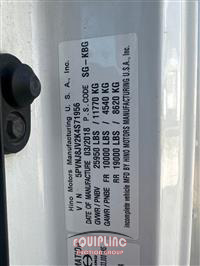 Hino Motors Manufacturing U.S.A., Inc.
VIN 5PVNJ8JV2K4S71956
DATE OF MANUFACTURE 03/2018 P.S. CODE SG-KBG
GVWR / PNBV 25950 LBS / 11770 KG
GAWR / PNBE FR 10000 LBS / 4540 KG
RR 19000 LBS / 8620 KG
Incomplete vehicle MFD BY: HINO MOTORS MANUFACTURING U.S.A., INC.
EQUIPLINC